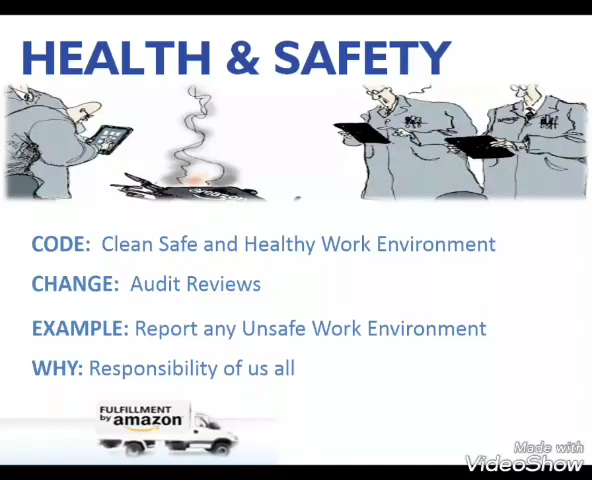 HEALTH & SAFETY
CODE: Clean Safe and Healthy Work Environment
CHANGE: Audit Reviews
EXAMPLE: Report any Unsafe Work Environment
WHY: Responsibility of us all
FULFILLMENT
by amazon
Made with
VideoShow